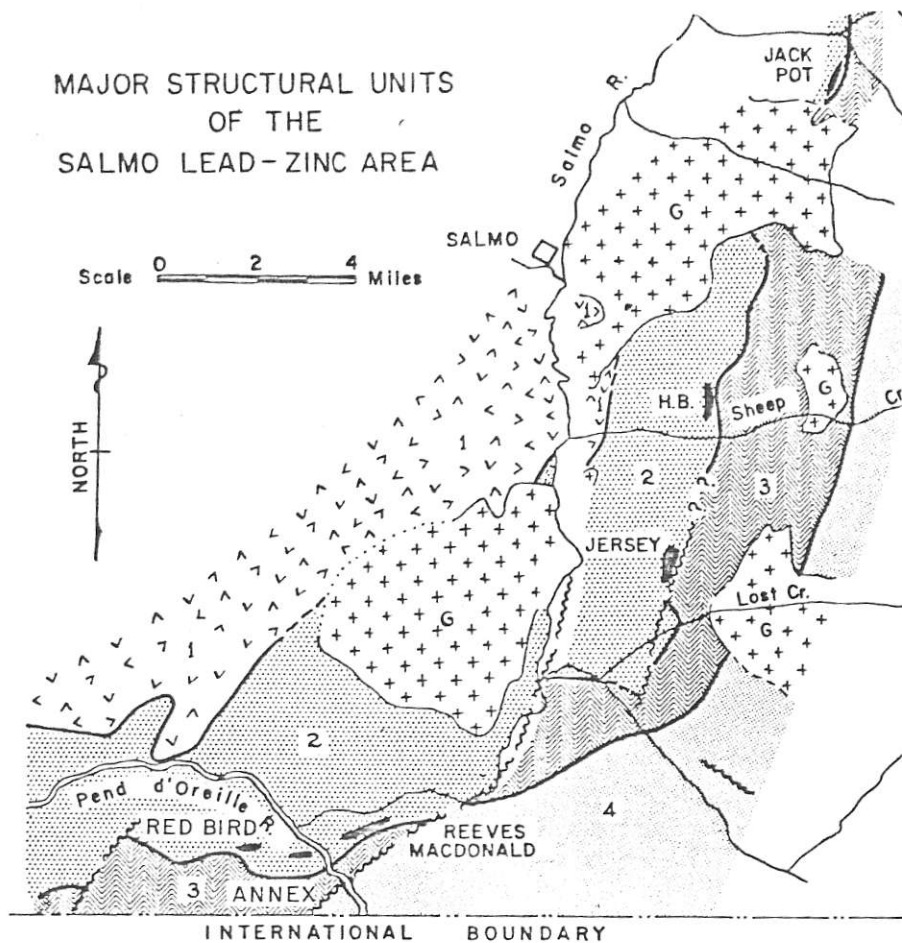 MAJOR STRUCTURAL UNITS
OF THE
SALMO LEAD-ZINC AREA
Scale 0 2 4 Miles
NORTH
JACK
POT
Salmo R.
G
SALMO
1
H.B.
Sheep Cr.
G
1
1
2
3
? ?
JERSEY
Lost Cr.
G
G
1
2
Pend d'Oreille R.
RED BIRD
REEVES
MACDONALD
4
3
ANNEX
INTERNATIONAL BOUNDARY